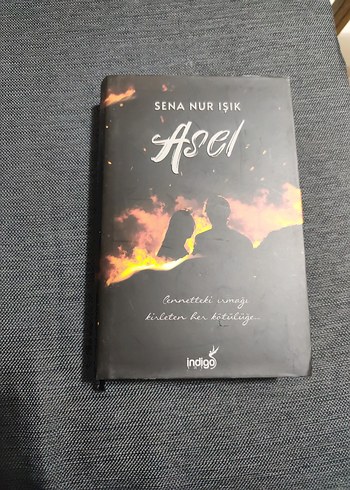 SENA NUR IŞIK
Asel
Cennetteki ırmağı
kirleten her kötülüğe...
indigo